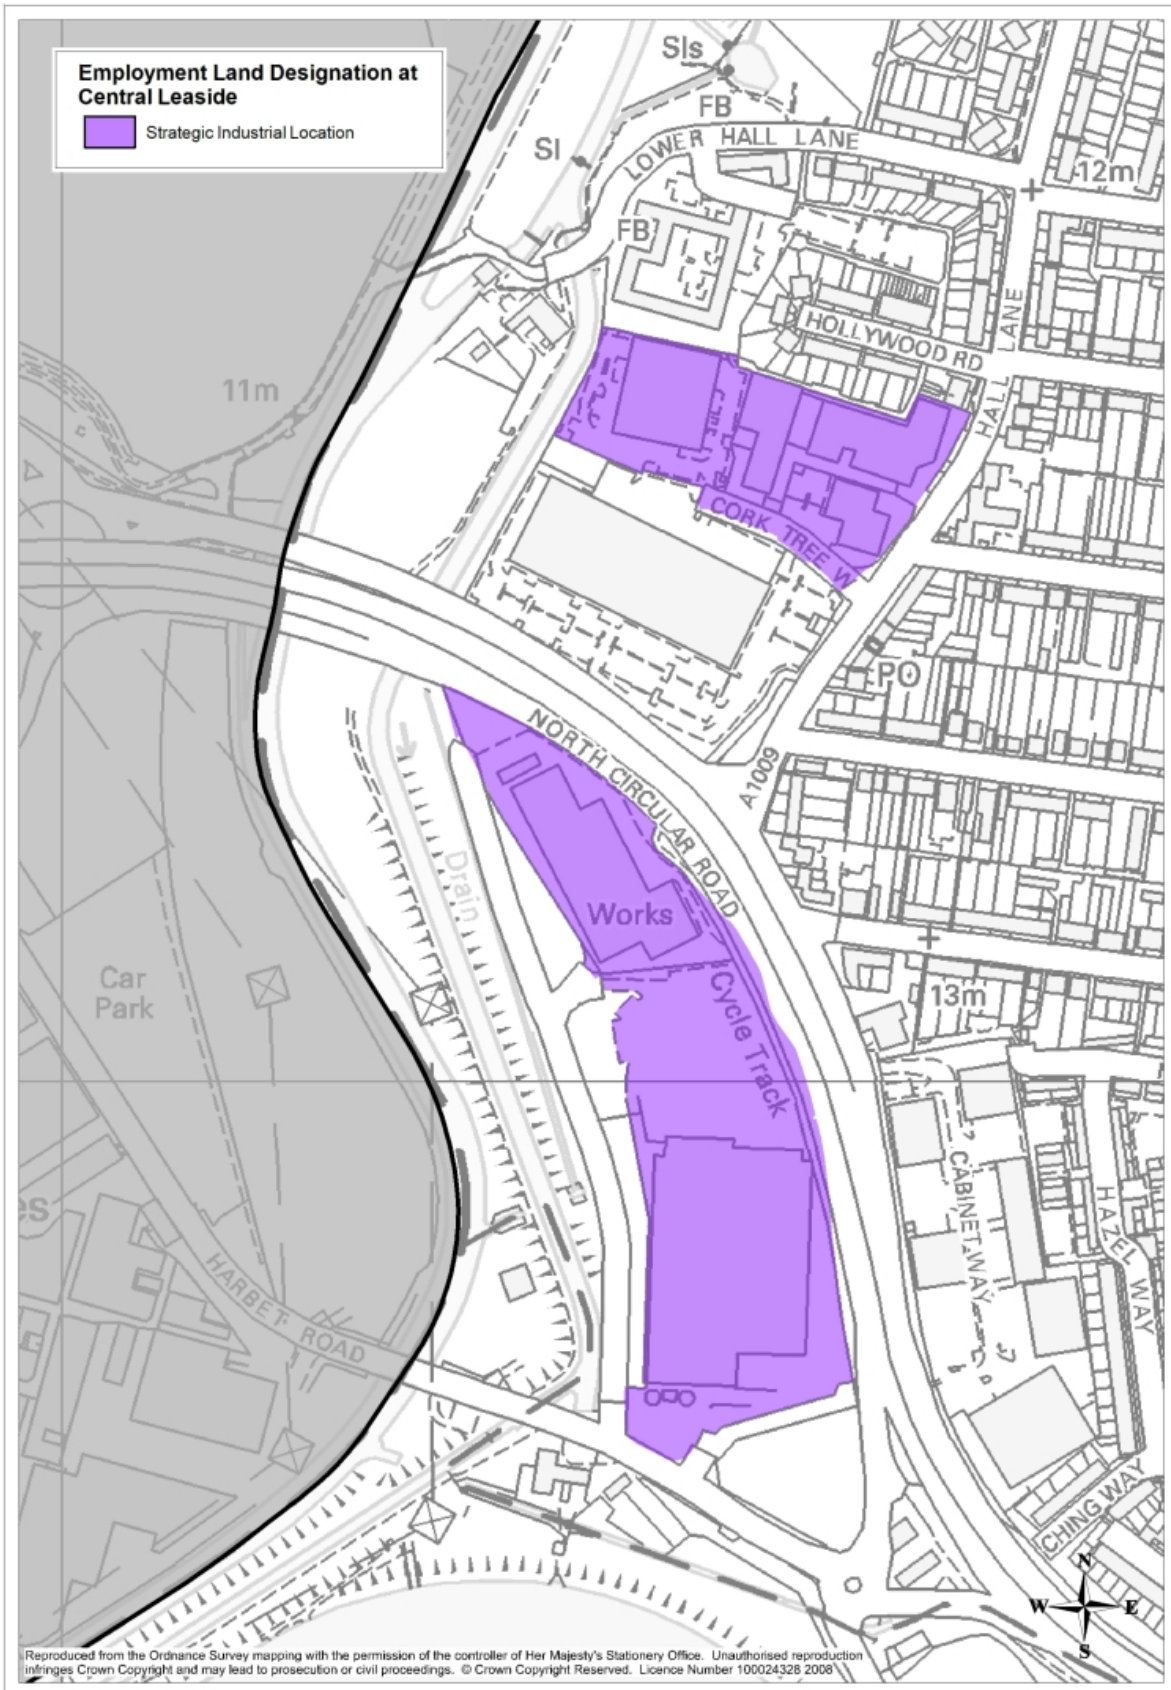 Employment Land Designation at
Central Leaside
Strategic Industrial Location
SIs
FB
SI
LOWER HALL LANE
12m
FB
HOLLYWOOD RD
HALL LANE
11m
CORK TREE W
PO
NORTH CIRCULAR ROAD
A1009
Drain
Works
Car
Park
13m
Cycle Track
CABINET WAY
HAZEL WAY
es
HARBET ROAD
CHING WAY
N
W
E
S
Reproduced from the Ordnance Survey mapping with the permission of the controller of Her Majesty's Stationery Office. Unauthorised reproduction
infringes Crown Copyright and may lead to prosecution or civil proceedings. © Crown Copyright Reserved. Licence Number 100024328 2008